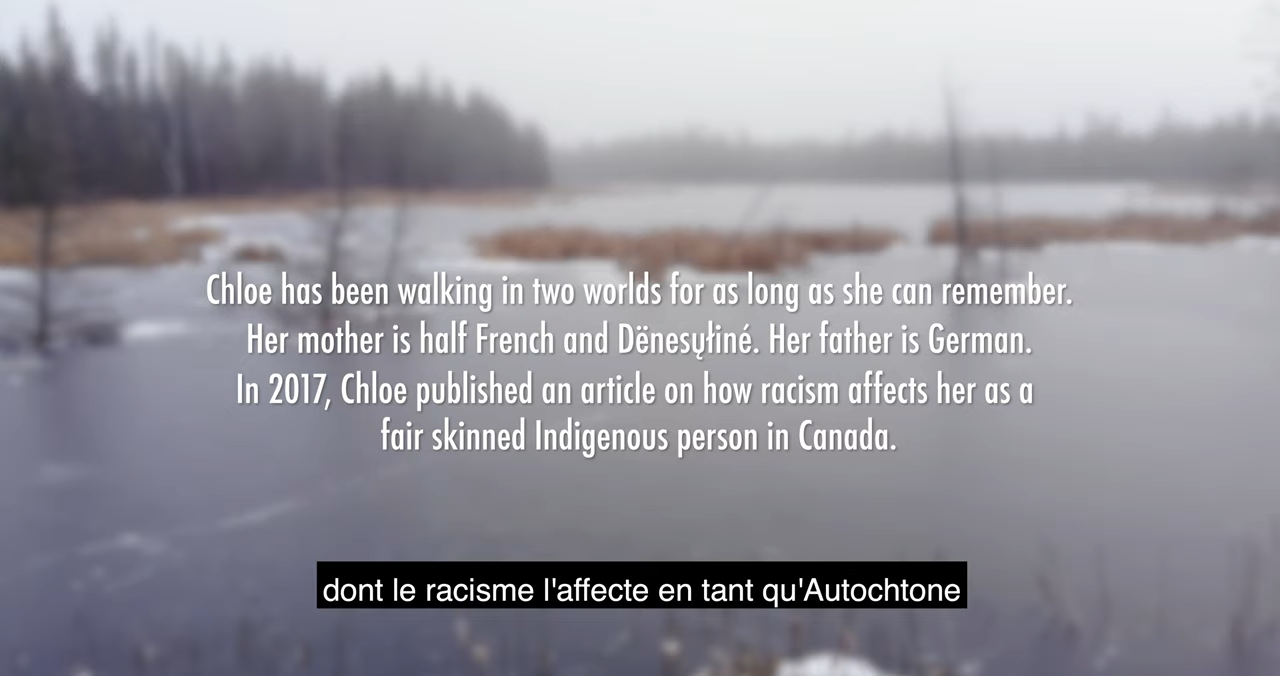 Chloe has been walking in two worlds for as long as she can remember.
Her mother is half French and Dënesųłiné. Her father is German.
In 2017, Chloe published an article on how racism affects her as a
fair skinned Indigenous person in Canada.
dont le racisme l'affecte en tant qu'Autochtone